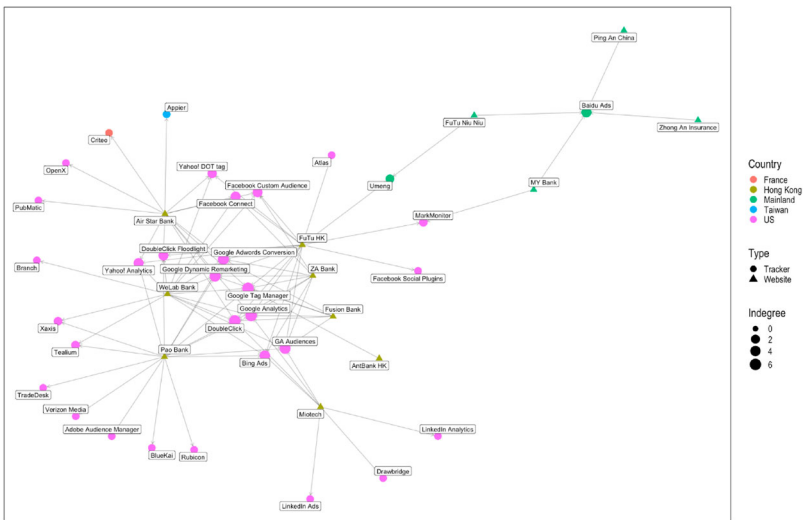 Ping An China
Baidu Ads
Appier
FuTu Niu Niu
Zhong An Insurance
Criteo
Atlas
OpenX
Yahoo! DOT tag
Facebook Custom Audience
Umeng
MY Bank
PubMatic
Facebook Connect
Air Star Bank
MarkMonitor
FuTu HK
DoubleClick Floodlight
Google Adwords Conversion
Branch
Yahoo! Analytics
Google Dynamic Remarketing
ZA Bank
Facebook Social Plugins
WeLab Bank
Google Tag Manager
Google Analytics
Fusion Bank
Xaxis
DoubleClick
Tealium
Pao Bank
GA Audiences
Bing Ads
AntBank HK
TradeDesk
Verizon Media
Miotech
Adobe Audience Manager
LinkedIn Analytics
BlueKai
Rubicon
Drawbridge
LinkedIn Ads
Country
France
Hong Kong
Mainland
Taiwan
US
Type
Tracker
Website
Indegree
0
2
4
6